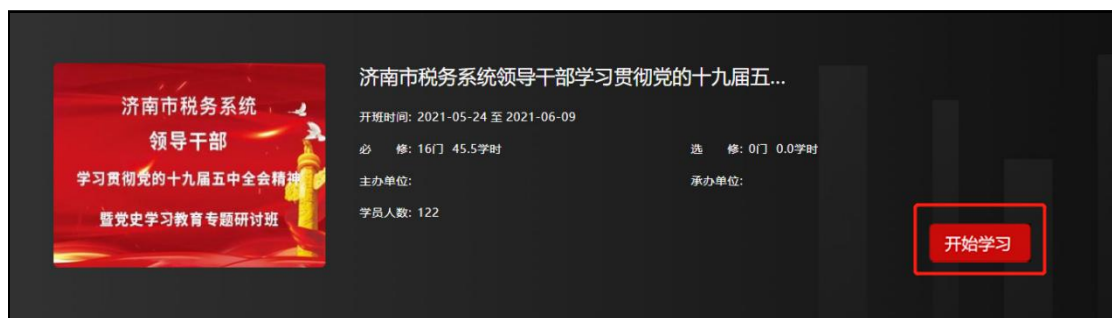 济南市税务系统
领导干部
学习贯彻党的十九届五中全会精神
暨党史学习教育专题研讨班
济南市税务系统领导干部学习贯彻党的十九届五...
开班时间: 2021-05-24 至 2021-06-09
必 修: 16门 45.5学时
选 修: 0门 0.0学时
主办单位:
承办单位:
学员人数: 122
开始学习